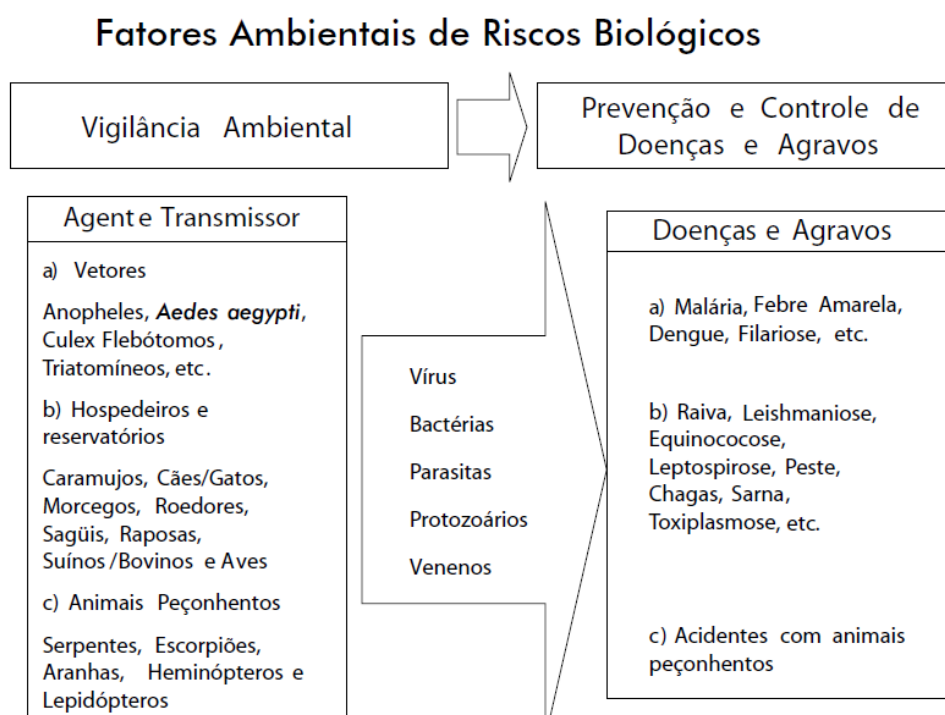 Fatores Ambientais de Riscos Biológicos
Vigilância Ambiental
Prevenção e Controle de
Doenças e Agravos
Agente Transmissor
a) Vetores
Anopheles, Aedes aegypti,
Culex Flebótomos,
Triatomíneos, etc.
b) Hospedeiros e
reservatórios
Caramujos, Cães/Gatos,
Morcegos, Roedores,
Sagüis, Raposas,
Suínos/Bovinos e Aves
c) Animais Peçonhentos
Serpentes, Escorpiões,
Aranhas, Heminópteros e
Lepidópteros
Vírus
Bactérias
Parasitas
Protozoários
Venenos
Doenças e Agravos
a) Malária, Febre Amarela,
Dengue, Filariose, etc.
b) Raiva, Leishmaniose,
Equinococose,
Leptospirose, Peste,
Chagas, Sarna,
Toxiplasmose, etc.
c) Acidentes com animais
peçonhentos